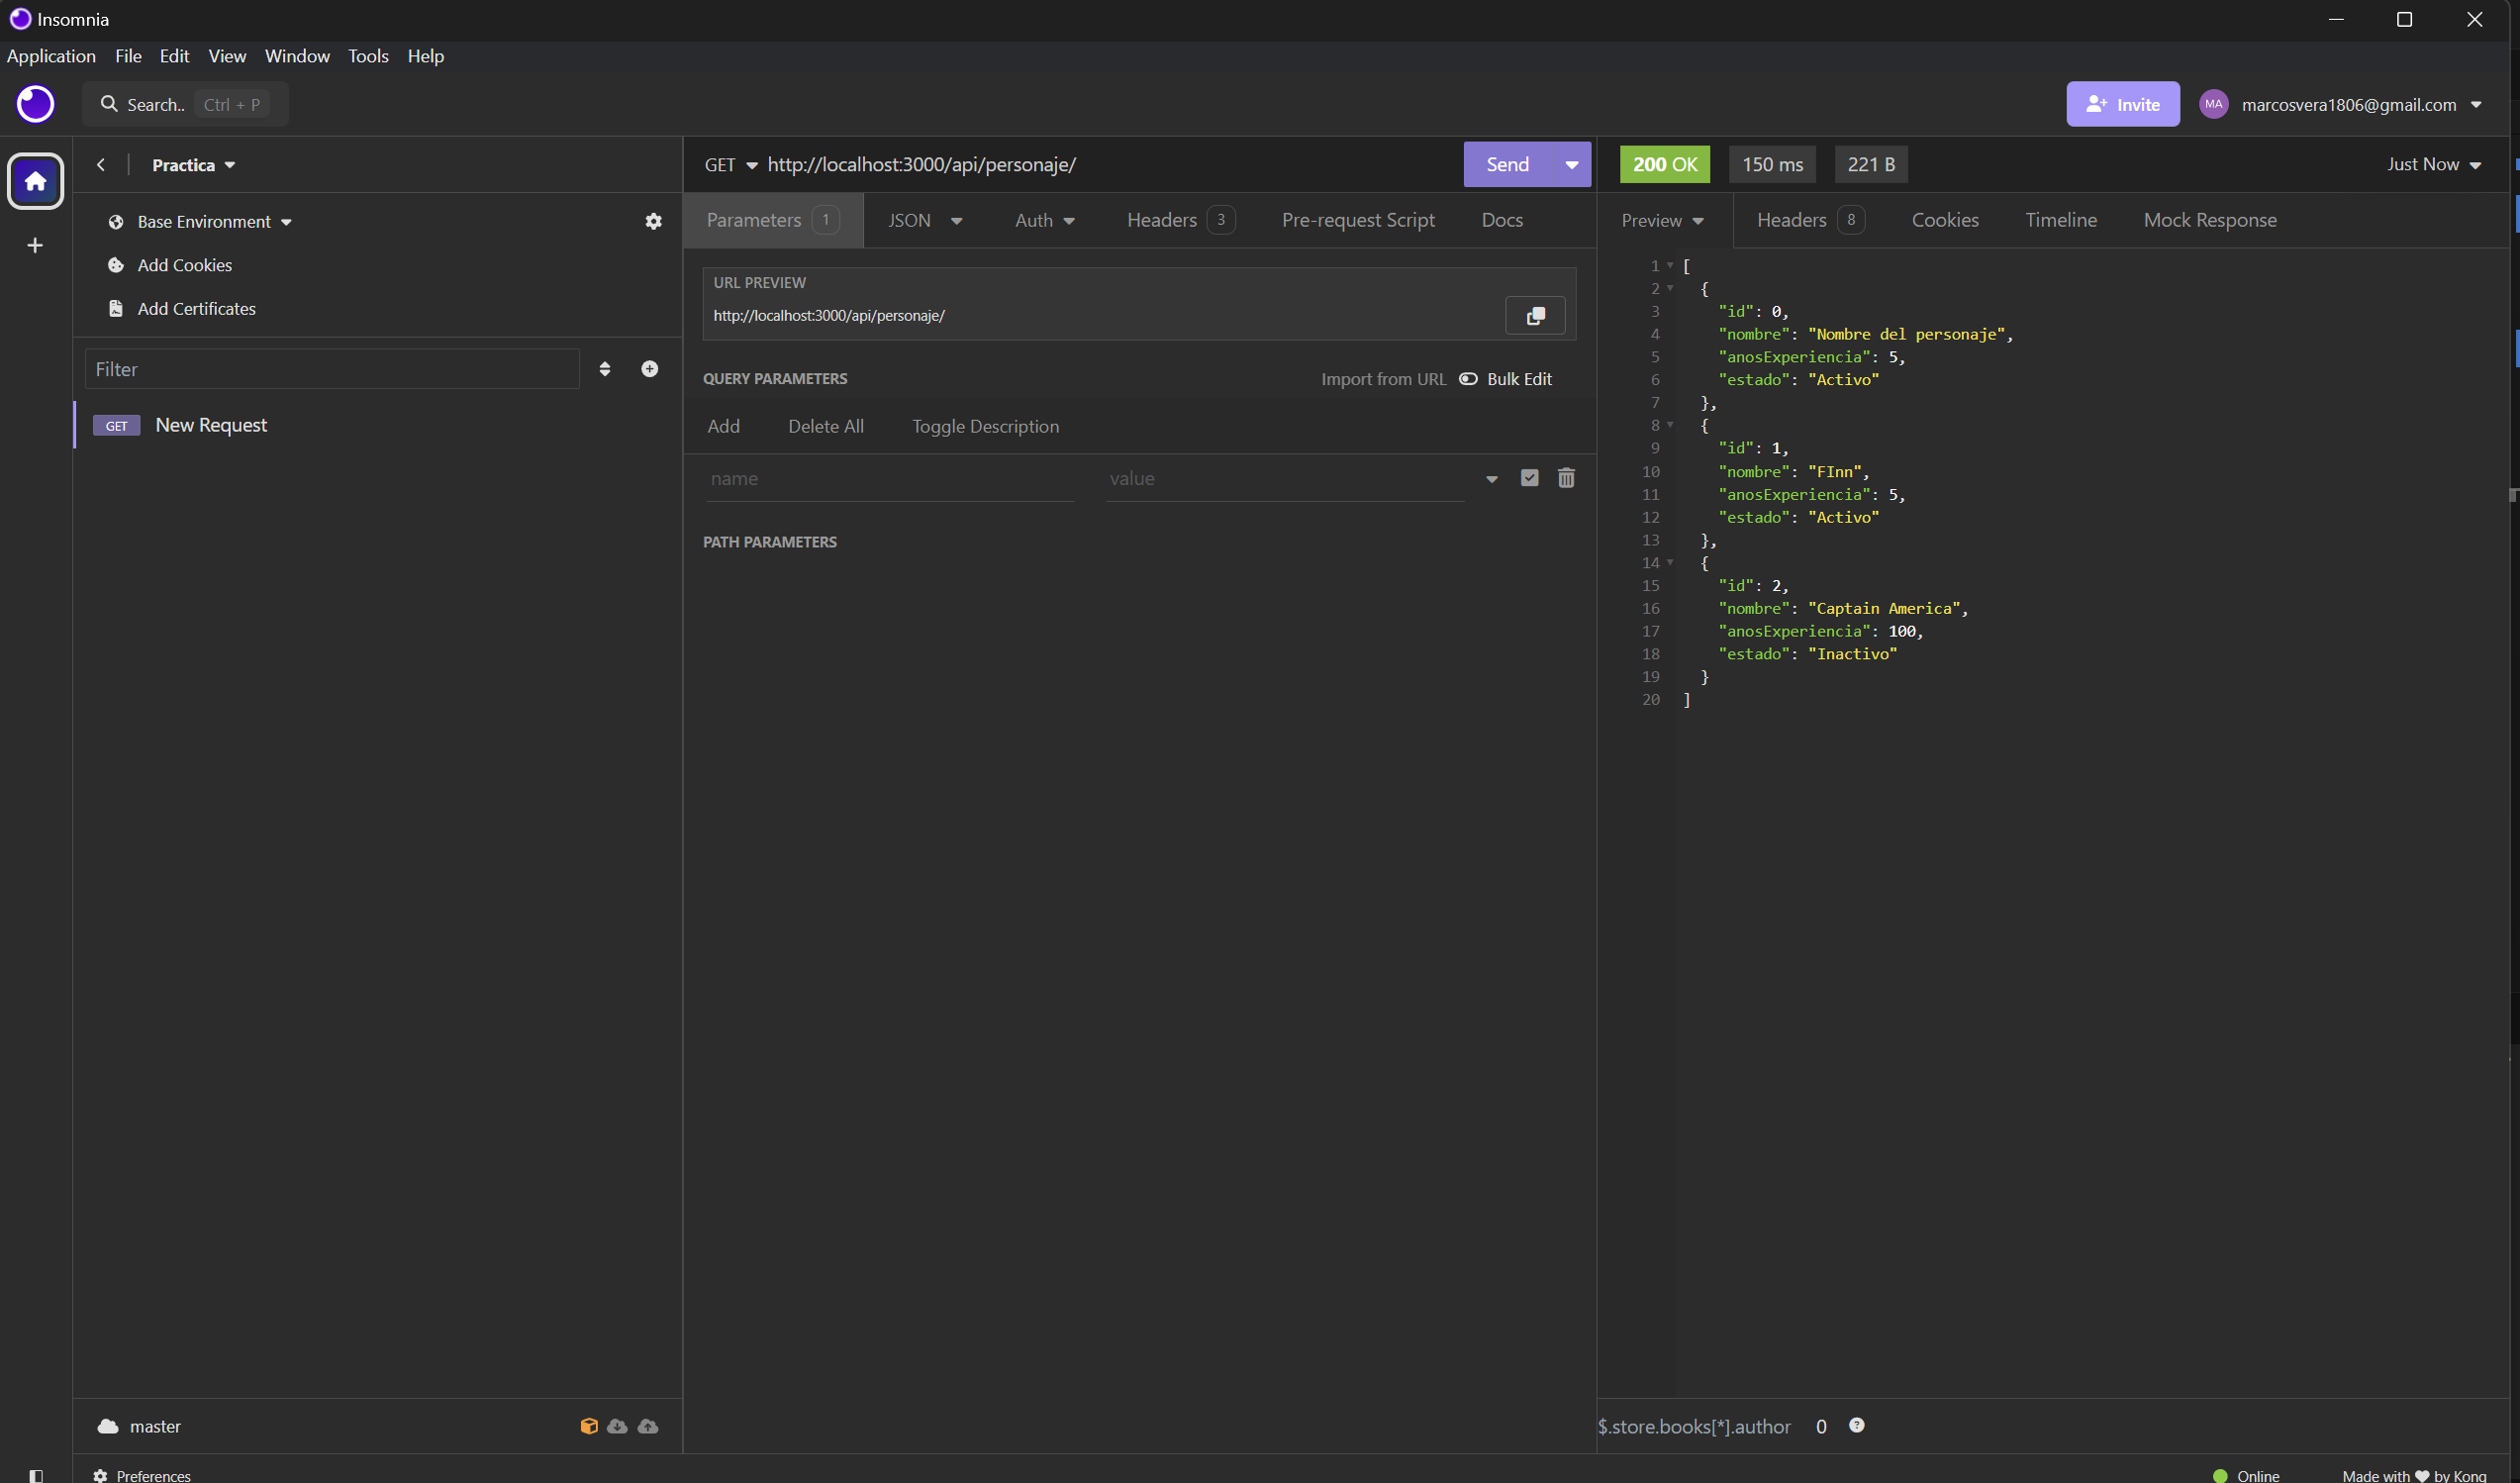 Insomnia
Application File Edit View Window Tools Help
Search.. Ctrl + P
Invite MA marcosvera1806@gmail.com
Practica
Base Environment
Add Cookies
Add Certificates
Filter
GET New Request
master
Preferences
GET http://localhost:3000/api/personaje/ Send
Parameters 1 JSON Auth Headers 3 Pre-request Script Docs
URL PREVIEW
http://localhost:3000/api/personaje/
QUERY PARAMETERS Import from URL Bulk Edit
Add Delete All Toggle Description
name value
PATH PARAMETERS
200 OK 150 ms 221 B Just Now
Preview Headers 8 Cookies Timeline Mock Response
1 [
2 {
3 "id": 0,
4 "nombre": "Nombre del personaje",
5 "anosExperiencia": 5,
6 "estado": "Activo"
7 },
8 {
9 "id": 1,
10 "nombre": "FInn",
11 "anosExperiencia": 5,
12 "estado": "Activo"
13 },
14 {
15 "id": 2,
16 "nombre": "Captain America",
17 "anosExperiencia": 100,
18 "estado": "Inactivo"
19 }
20 ]
$.store.books[*].author 0 ?
Online Made with ♥ by Kong